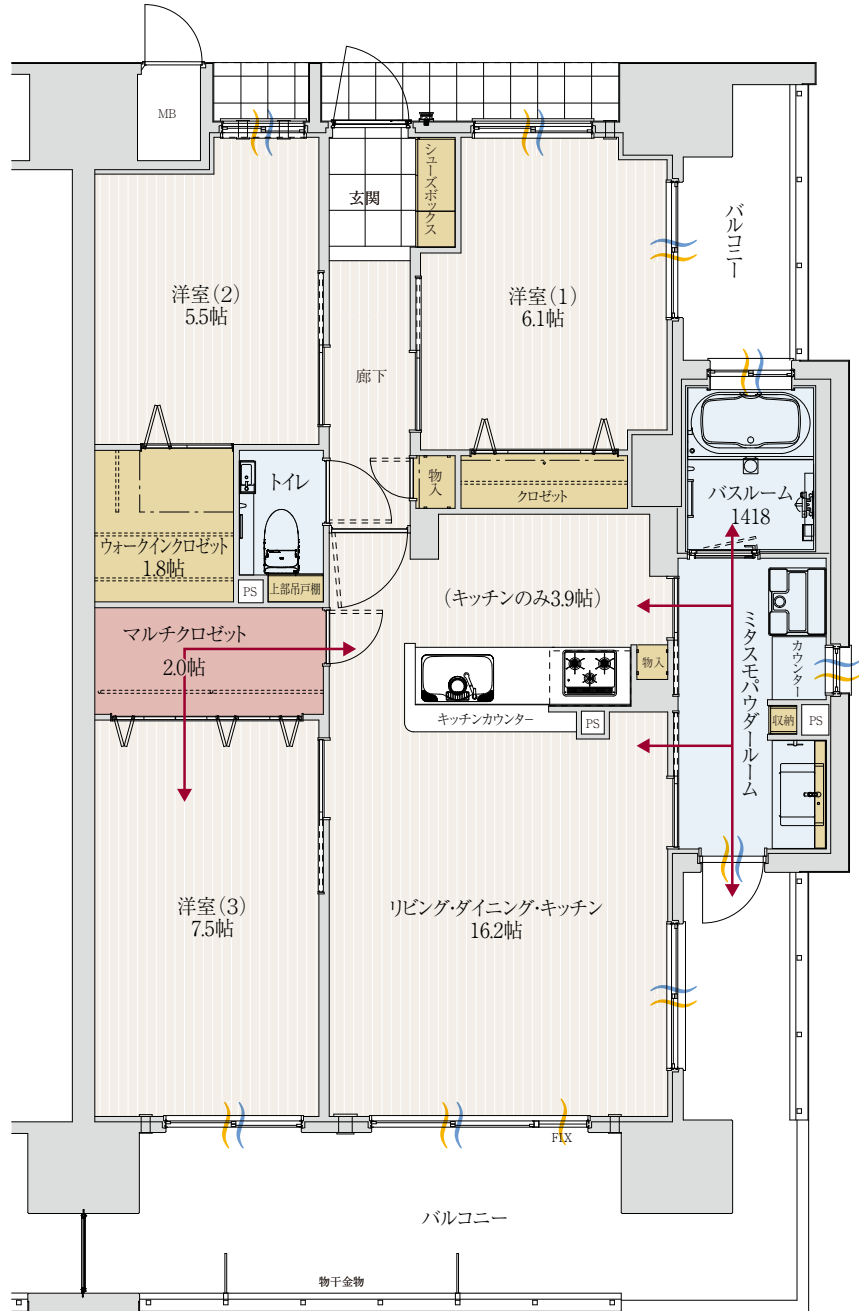 MB
玄関
シューズボックス
バルコニー
洋室(2)
5.5帖
洋室(1)
6.1帖
廊下
トイレ
物入
クロゼット
バスルーム
1418
ウォークインクロゼット
1.8帖
PS
上部吊戸棚
(キッチンのみ3.9帖)
マルチクロゼット
2.0帖
物入
カウンター
ミタスモパウダールーム
キッチンカウンター
PS
収納
PS
洋室(3)
7.5帖
リビング・ダイニング・キッチン
16.2帖
FIX
バルコニー
物干金物